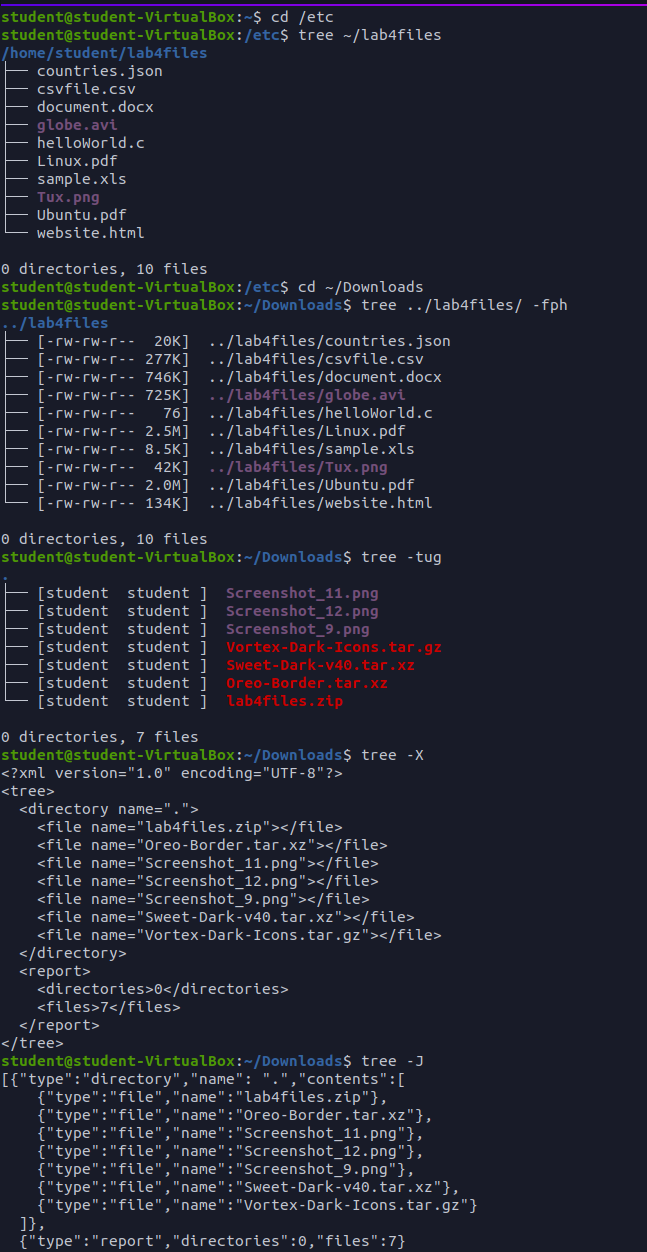 student@student-VirtualBox:~$ cd /etc
student@student-VirtualBox:/etc$ tree ~/lab4files
/home/student/lab4files
├── countries.json
├── csvfile.csv
├── document.docx
├── globe.avi
├── helloWorld.c
├── Linux.pdf
├── sample.xls
├── Tux.png
├── Ubuntu.pdf
└── website.html
0 directories, 10 files
student@student-VirtualBox:/etc$ cd ~/Downloads
student@student-VirtualBox:~/Downloads$ tree ../lab4files/ -fph
../lab4files
├── [-rw-rw-r--  20K]  ../lab4files/countries.json
├── [-rw-rw-r-- 277K]  ../lab4files/csvfile.csv
├── [-rw-rw-r-- 746K]  ../lab4files/document.docx
├── [-rw-rw-r-- 725K]  ../lab4files/globe.avi
├── [-rw-rw-r--   76]  ../lab4files/helloWorld.c
├── [-rw-rw-r-- 2.5M]  ../lab4files/Linux.pdf
├── [-rw-rw-r-- 8.5K]  ../lab4files/sample.xls
├── [-rw-rw-r--  42K]  ../lab4files/Tux.png
├── [-rw-rw-r-- 2.0M]  ../lab4files/Ubuntu.pdf
└── [-rw-rw-r-- 134K]  ../lab4files/website.html
0 directories, 10 files
student@student-VirtualBox:~/Downloads$ tree -tug
.
├── [student  student ]  Screenshot_11.png
├── [student  student ]  Screenshot_12.png
├── [student  student ]  Screenshot_9.png
├── [student  student ]  Vortex-Dark-Icons.tar.gz
├── [student  student ]  Sweet-Dark-v40.tar.xz
├── [student  student ]  Oreo-Border.tar.xz
└── [student  student ]  lab4files.zip
0 directories, 7 files
student@student-VirtualBox:~/Downloads$ tree -X
<?xml version="1.0" encoding="UTF-8"?>
<tree>
  <directory name=".">
    <file name="lab4files.zip"></file>
    <file name="Oreo-Border.tar.xz"></file>
    <file name="Screenshot_11.png"></file>
    <file name="Screenshot_12.png"></file>
    <file name="Screenshot_9.png"></file>
    <file name="Sweet-Dark-v40.tar.xz"></file>
    <file name="Vortex-Dark-Icons.tar.gz"></file>
  </directory>
  <report>
    <directories>0</directories>
    <files>7</files>
  </report>
</tree>
student@student-VirtualBox:~/Downloads$ tree -J
[{"type":"directory","name": ".","contents":[
    {"type":"file","name":"lab4files.zip"},
    {"type":"file","name":"Oreo-Border.tar.xz"},
    {"type":"file","name":"Screenshot_11.png"},
    {"type":"file","name":"Screenshot_12.png"},
    {"type":"file","name":"Screenshot_9.png"},
    {"type":"file","name":"Sweet-Dark-v40.tar.xz"},
    {"type":"file","name":"Vortex-Dark-Icons.tar.gz"}
  ]},
  {"type":"report","directories":0,"files":7}